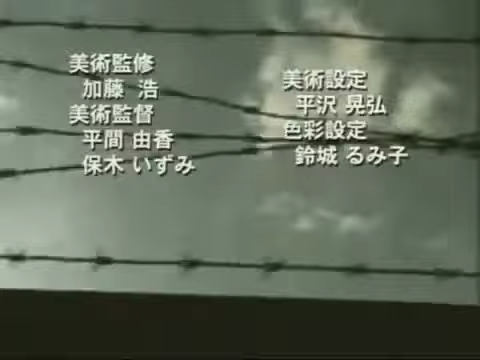 美術監修
加藤 浩
美術監督
平間 由香
保木 いずみ
美術設定
平沢 晃弘
色彩設定
鈴城 るみ子